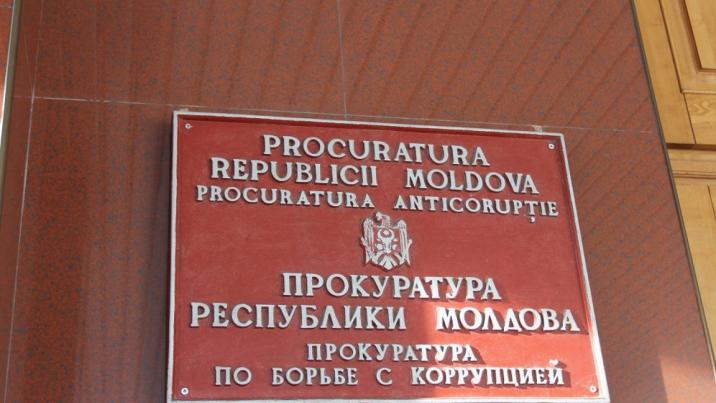 PROCURATURA
REPUBLICII MOLDOVA
PROCURATURA ANTICORUPȚIE
ПРОКУРАТУРА
РЕСПУБЛИКИ МОЛДОВА
ПРОКУРАТУРА
ПО БОРЬБЕ С КОРРУПЦИЕЙ